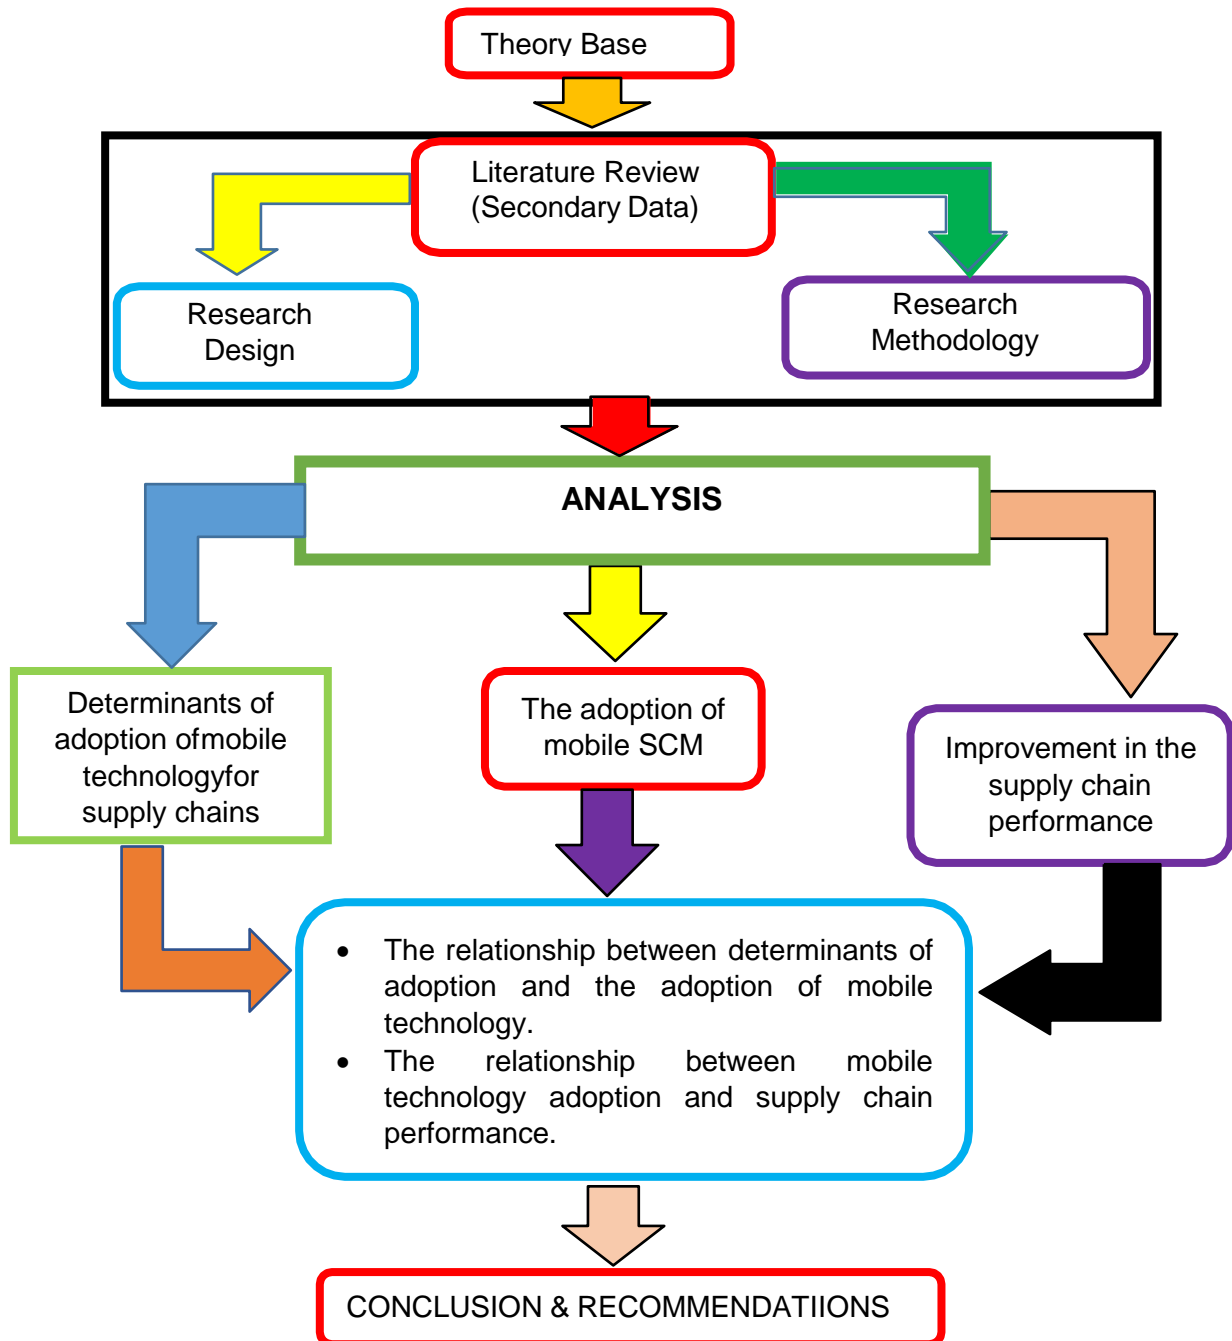 Theory Base
Literature Review
(Secondary Data)
Research
Design
Research
Methodology
ANALYSIS
Determinants of
adoption ofmobile
technologyfor
supply chains
The adoption of
mobile SCM
Improvement in the
supply chain
performance
• The relationship between determinants of
adoption and the adoption of mobile
technology.
• The relationship between mobile
technology adoption and supply chain
performance.
CONCLUSION & RECOMMENDATIIONS